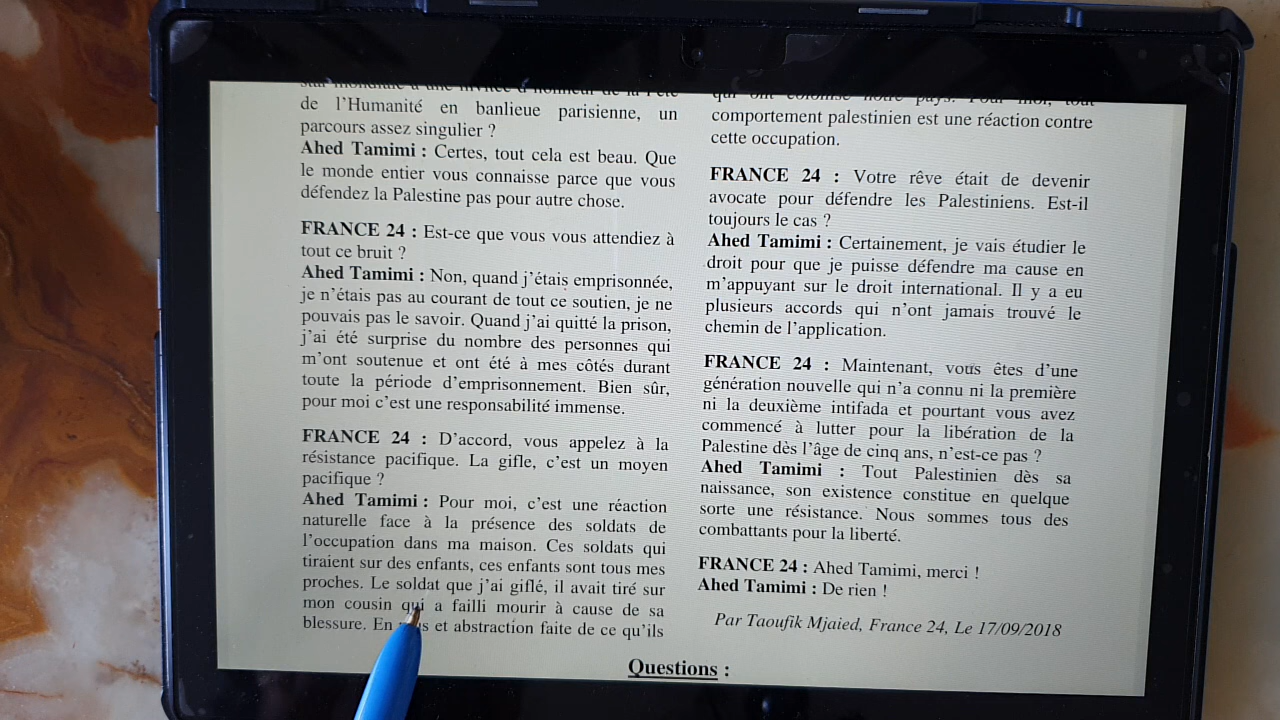 de l'Humanité en banlieue parisienne, un
parcours assez singulier ?
Ahed Tamimi : Certes, tout cela est beau. Que
le monde entier vous connaisse parce que vous
défendez la Palestine pas pour autre chose.
FRANCE 24 : Est-ce que vous vous attendiez à
tout ce bruit ?
Ahed Tamimi : Non, quand j'étais emprisonnée,
je n'étais pas au courant de tout ce soutien, je ne
pouvais pas le savoir. Quand j'ai quitté la prison,
j'ai été surprise du nombre des personnes qui
m'ont soutenue et ont été à mes côtés durant
toute la période d'emprisonnement. Bien sûr,
pour moi c'est une responsabilité immense.
FRANCE 24 : D'accord, vous appelez à la
résistance pacifique. La gifle, c'est un moyen
pacifique ?
Ahed Tamimi : Pour moi, c'est une réaction
naturelle face à la présence des soldats de
l'occupation dans ma maison. Ces soldats qui
tiraient sur des enfants, ces enfants sont tous mes
proches. Le soldat que j'ai giflé, il avait tiré sur
mon cousin qui a failli mourir à cause de sa
blessure. En et abstraction faite de ce qu'ils
qui ont colonisé notre pays. Pour moi, tout
comportement palestinien est une réaction contre
cette occupation.
FRANCE 24 : Votre rêve était de devenir
avocate pour défendre les Palestiniens. Est-il
toujours le cas ?
Ahed Tamimi : Certainement, je vais étudier le
droit pour que je puisse défendre ma cause en
m'appuyant sur le droit international. Il y a eu
plusieurs accords qui n'ont jamais trouvé le
chemin de l'application.
FRANCE 24 : Maintenant, vous êtes d'une
génération nouvelle qui n'a connu ni la première
ni la deuxième intifada et pourtant vous avez
commencé à lutter pour la libération de la
Palestine dès l'âge de cinq ans, n'est-ce pas ?
Ahed Tamimi : Tout Palestinien dès sa
naissance, son existence constitue en quelque
sorte une résistance. Nous sommes tous des
combattants pour la liberté.
FRANCE 24 : Ahed Tamimi, merci !
Ahed Tamimi : De rien !
Par Taoufik Mjaied, France 24, Le 17/09/2018
Questions :